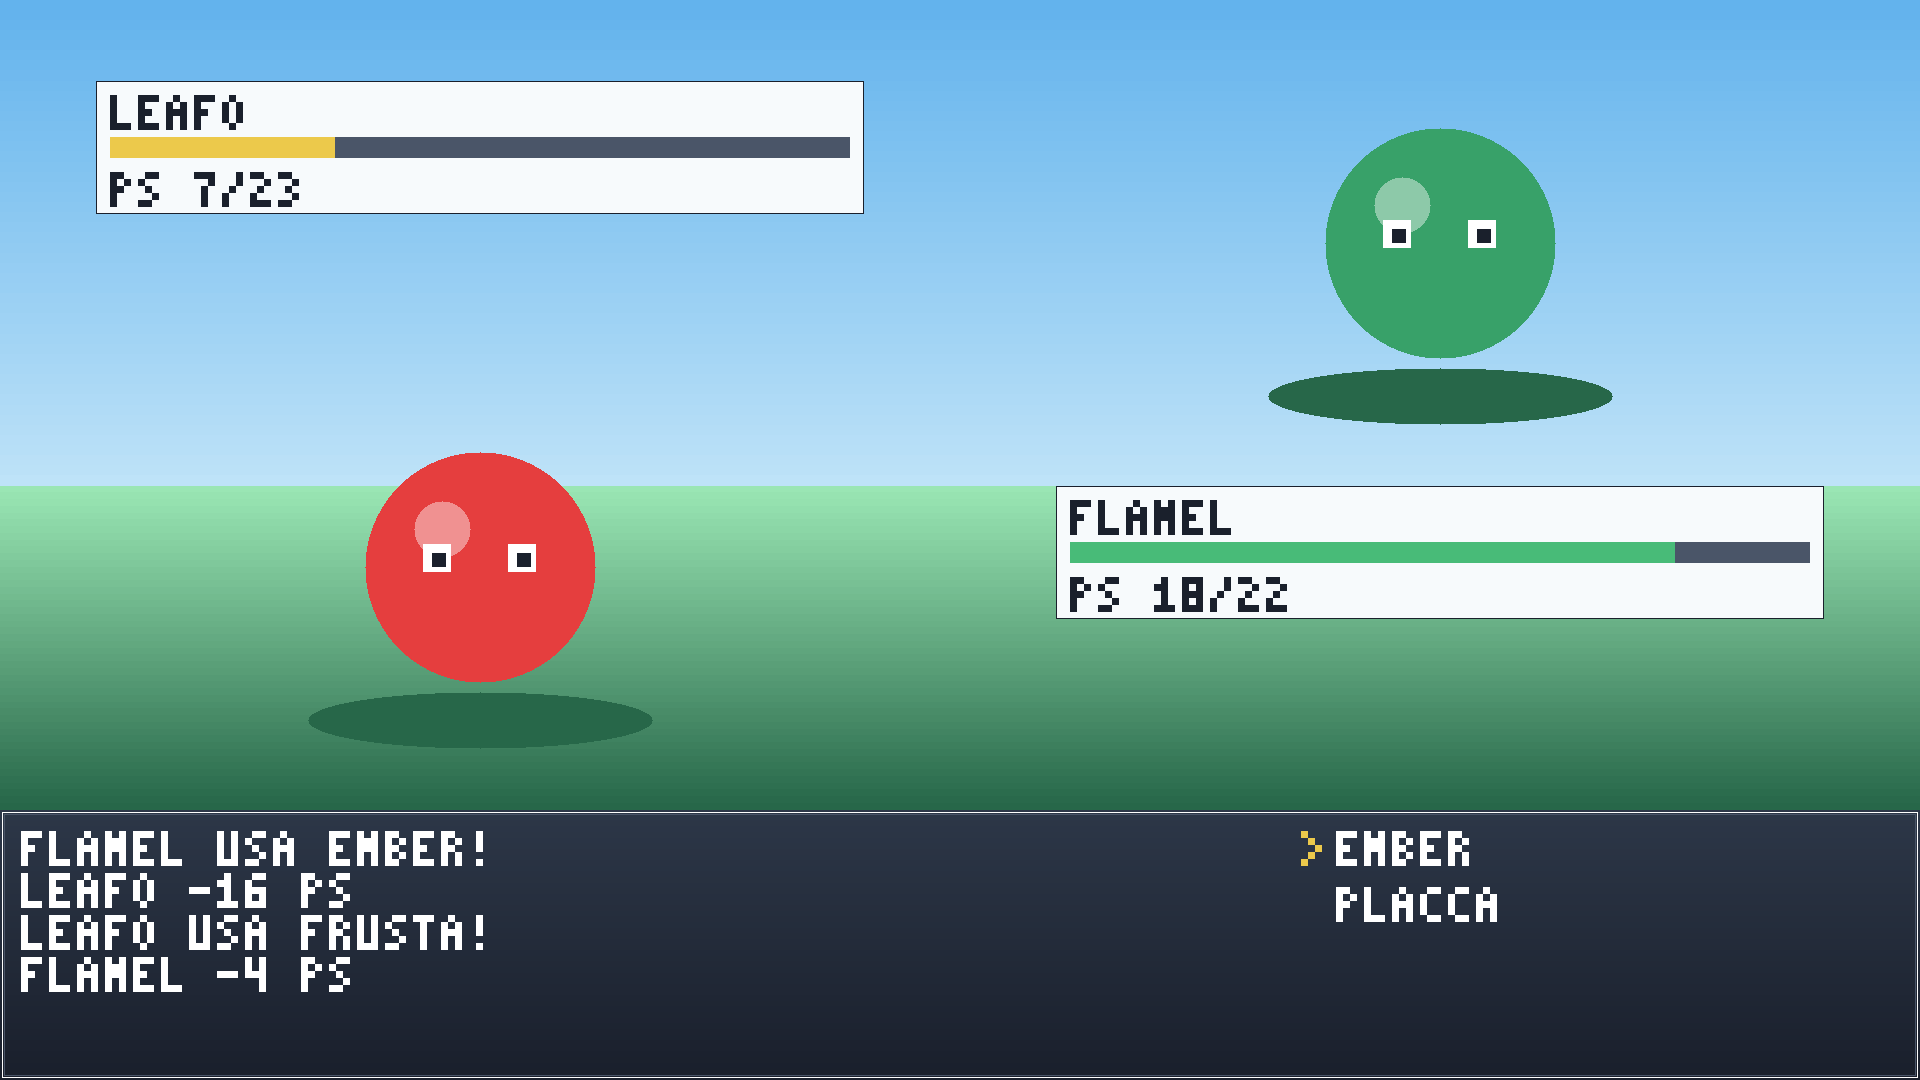 LEAFO
PS 7/23
FLAMEL
PS 18/22
FLAMEL USA EMBER!
LEAFO -16 PS
LEAFO USA FRUSTA!
FLAMEL -4 PS
>EMBER
PLACCA